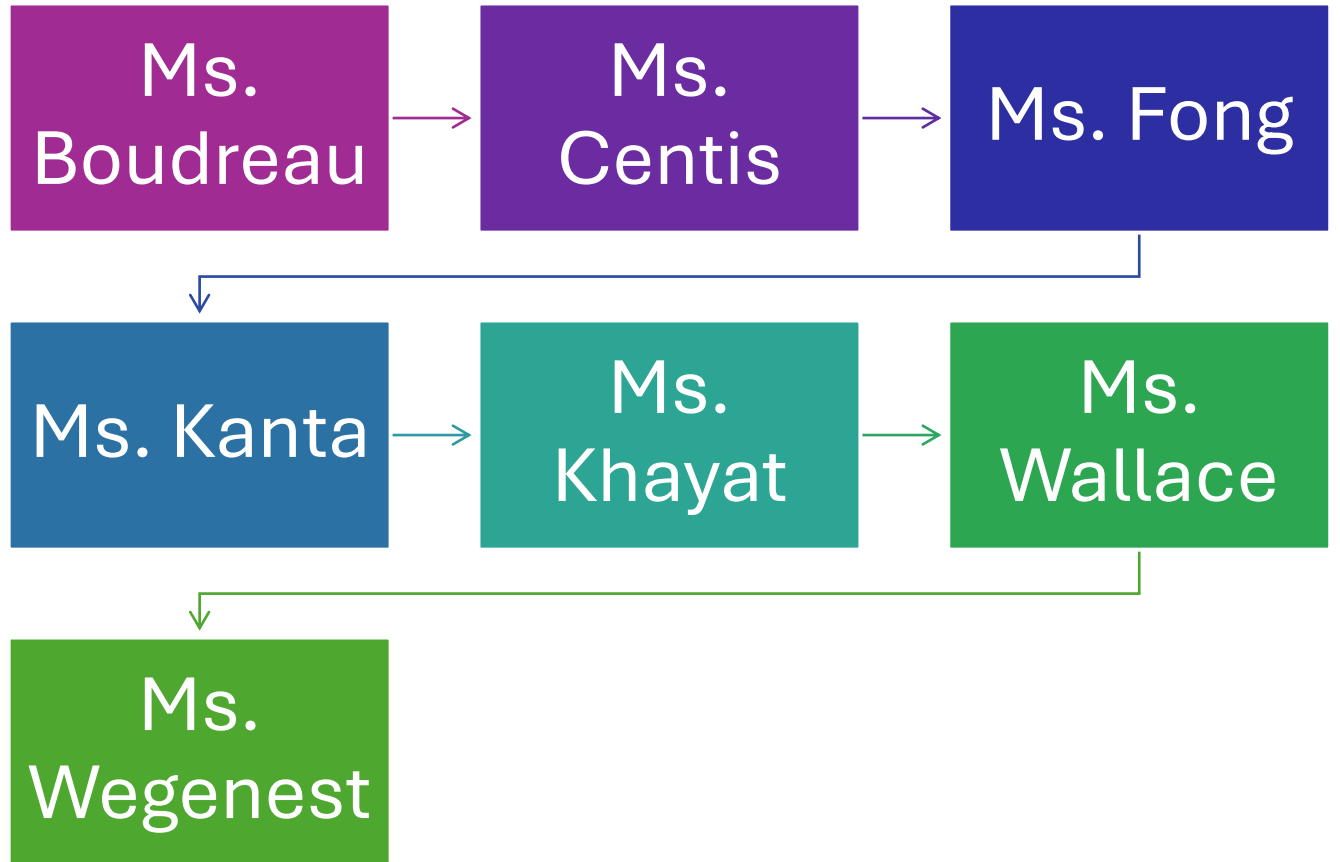 Ms.
Boudreau
Ms.
Centis
Ms. Fong
Ms. Kanta
Ms.
Khayat
Ms.
Wallace
Ms.
Wegenest